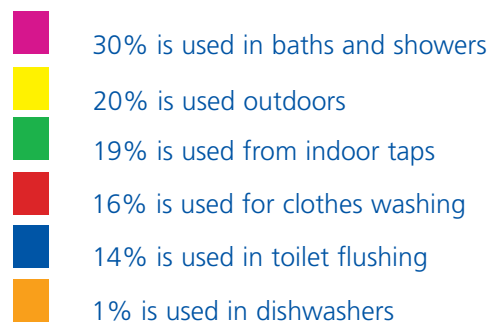 30% is used in baths and showers
20% is used outdoors
19% is used from indoor taps
16% is used for clothes washing
14% is used in toilet flushing
1% is used in dishwashers